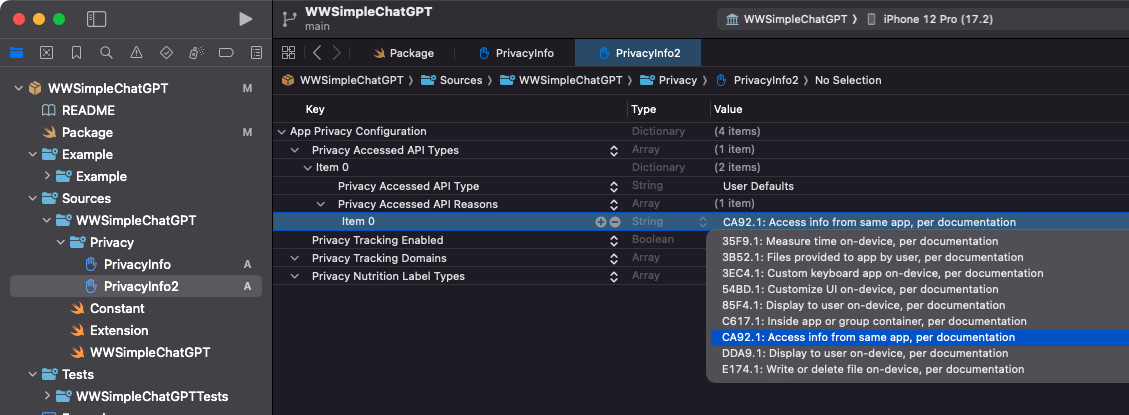 WWSimpleChatGPT
main
WWSimpleChatGPT
iPhone 12 Pro (17.2)
Package
PrivacyInfo
PrivacyInfo2
WWSimpleChatGPT
Sources
WWSimpleChatGPT
Privacy
PrivacyInfo2
No Selection
WWSimpleChatGPT M
README
Package M
Example
Example
Sources
WWSimpleChatGPT
Privacy
PrivacyInfo A
PrivacyInfo2 A
Constant
Extension
WWSimpleChatGPT
Tests
WWSimpleChatGPTTests
Key Type Value
App Privacy Configuration Dictionary (4 items)
Privacy Accessed API Types Array (1 item)
Item 0 Dictionary (2 items)
Privacy Accessed API Type String User Defaults
Privacy Accessed API Reasons Array (1 item)
Item 0 String CA92.1: Access info from same app, per documentation
Privacy Tracking Enabled Boolean
Privacy Tracking Domains Array
Privacy Nutrition Label Types Array
35F9.1: Measure time on-device, per documentation
3B52.1: Files provided to app by user, per documentation
3EC4.1: Custom keyboard app on-device, per documentation
54BD.1: Customize UI on-device, per documentation
85F4.1: Display to user on-device, per documentation
C617.1: Inside app or group container, per documentation
CA92.1: Access info from same app, per documentation
DDA9.1: Display to user on-device, per documentation
E174.1: Write or delete file on-device, per documentation